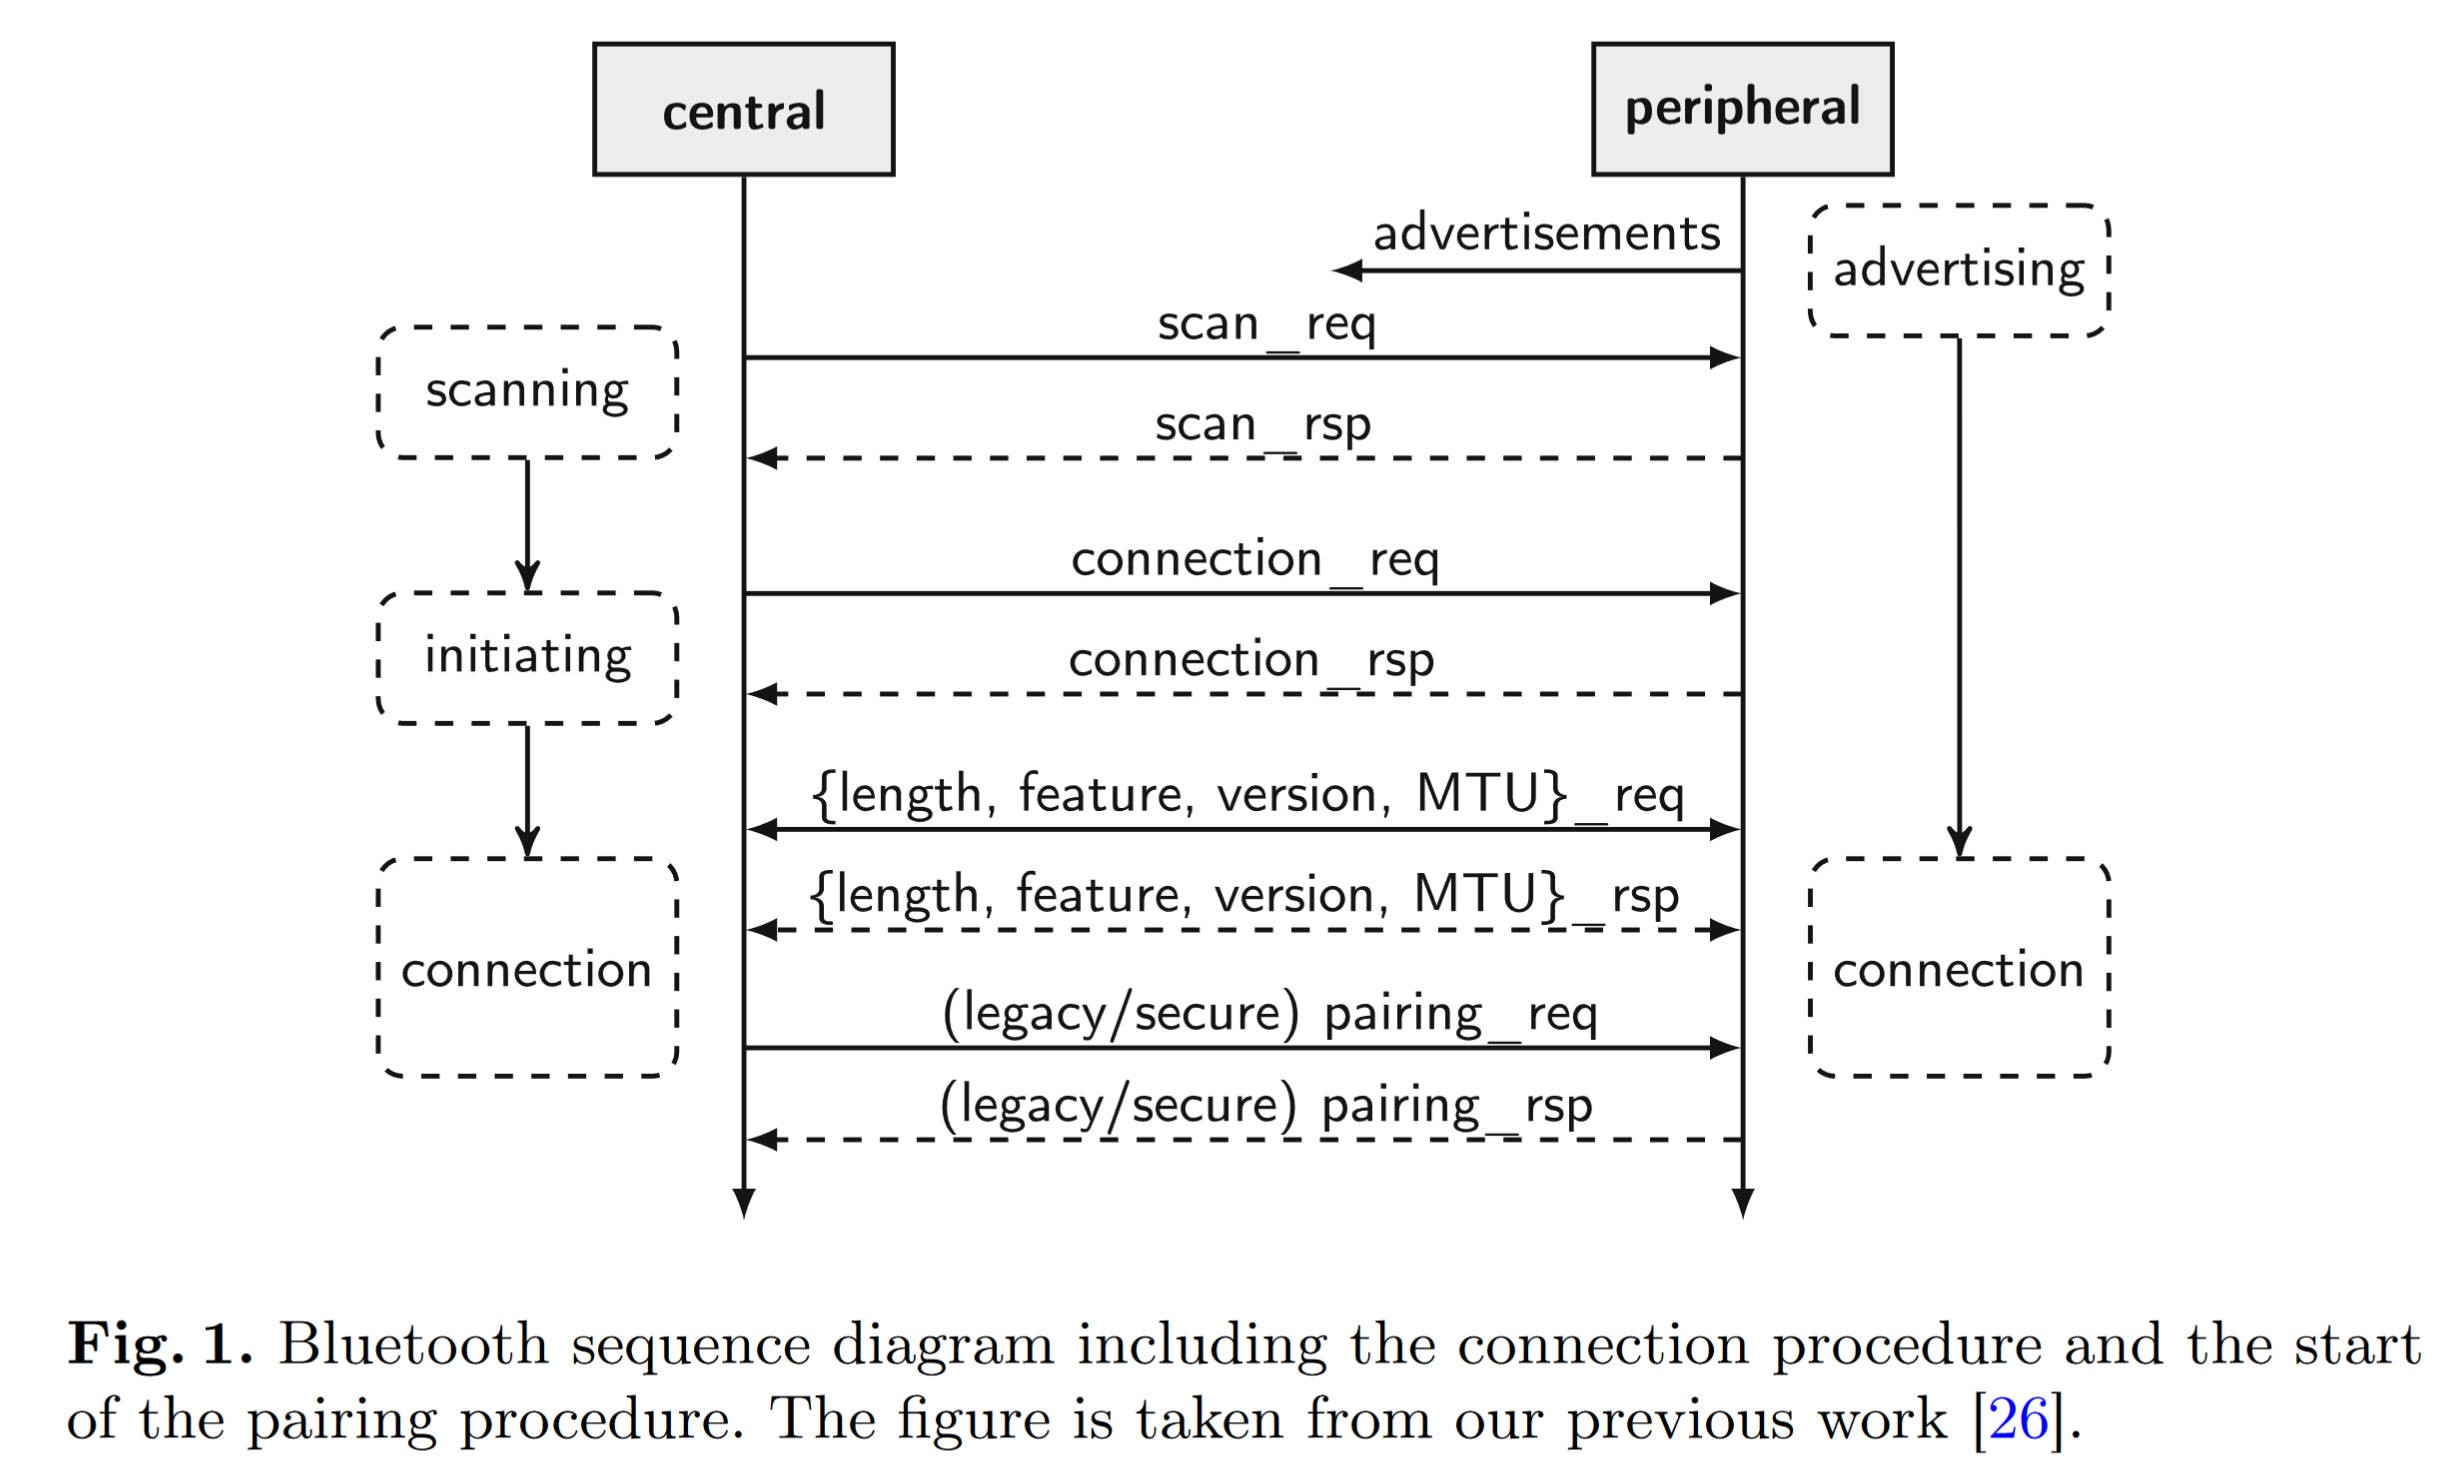 central
peripheral
advertisements
advertising
scan_req
scanning
scan_rsp
connection_req
initiating
connection_rsp
{length, feature, version, MTU}_req
{length, feature, version, MTU}_rsp
connection
connection
(legacy/secure) pairing_req
(legacy/secure) pairing_rsp
Fig. 1. Bluetooth sequence diagram including the connection procedure and the start
of the pairing procedure. The figure is taken from our previous work [26].